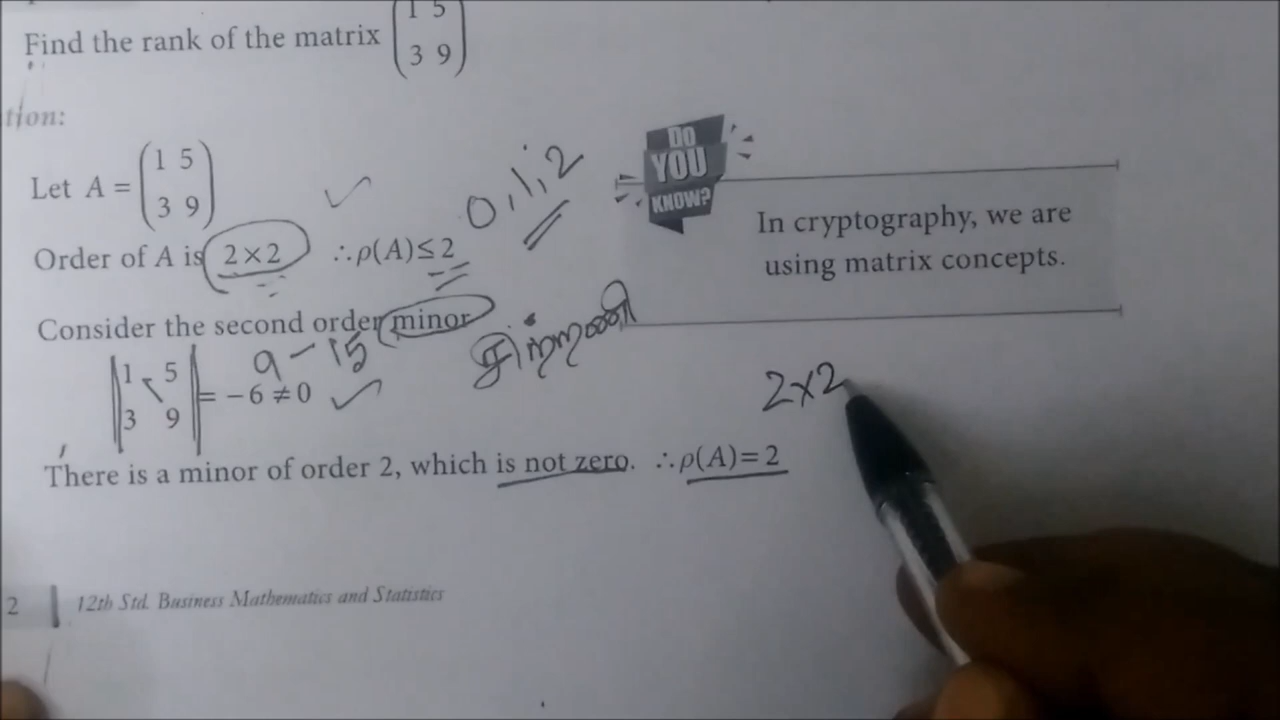 Find the rank of the matrix ( 1 5
3 9 )
tion:
Let A = ( 1 5
3 9 )
0, 1, 2
Order of A is 2×2 ∴ρ(A)≤ 2
Consider the second order minor
சிற்றணி
9 – 15
| 1 5
3 9 | = −6 ≠ 0
There is a minor of order 2, which is not zero. ∴ρ(A)= 2
DO
YOU
KNOW?
In cryptography, we are
using matrix concepts.
2×2
2 12th Std. Business Mathematics and Statistics